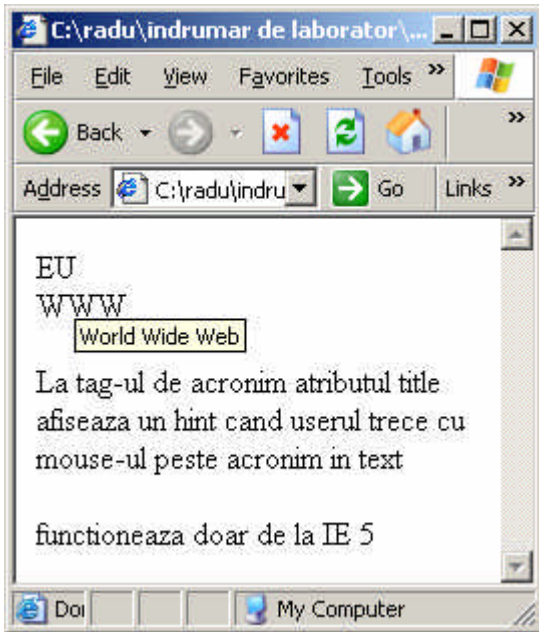 C:\radu\indrumar de laborator\...
File Edit View Favorites Tools »
Back »
Address C:\radu\indru Go Links »
EU
WWW
World Wide Web
La tag-ul de acronim atributul title
afiseaza un hint cand userul trece cu
mouse-ul peste acronim in text
functioneaza doar de la IE 5
My Computer